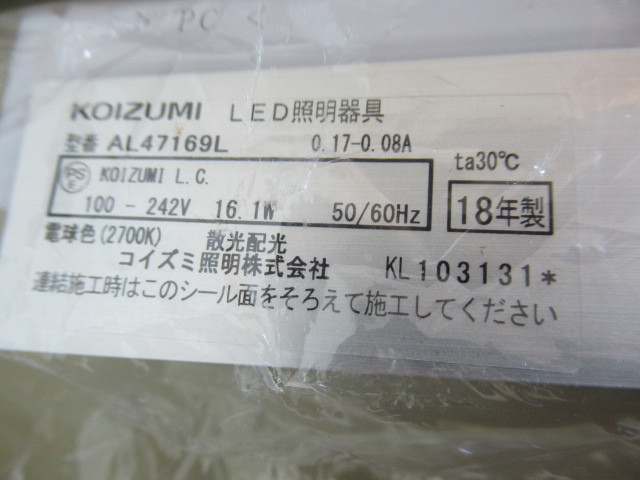 > PC <
KOIZUMI LED照明器具
型番 AL47169L 0.17-0.08A
ta30℃
PS E KOIZUMI L.C.
100 - 242V 16.1W 50/60Hz
18年製
電球色(2700K) 散光配光
コイズミ照明株式会社 KL103131*
連結施工時はこのシール面をそろえて施工してください